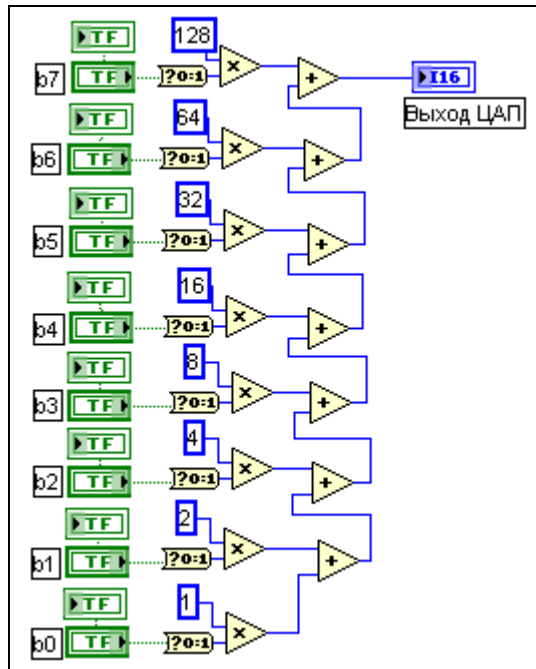 TF 128
b7 TF ?0:1 × + I16
Выход ЦАП
TF 64
b6 TF ?0:1 × +
TF 32
b5 TF ?0:1 × +
TF 16
b4 TF ?0:1 × +
TF 8
b3 TF ?0:1 × +
TF 4
b2 TF ?0:1 × +
TF 2
b1 TF ?0:1 × +
TF 1
b0 TF ?0:1 ×